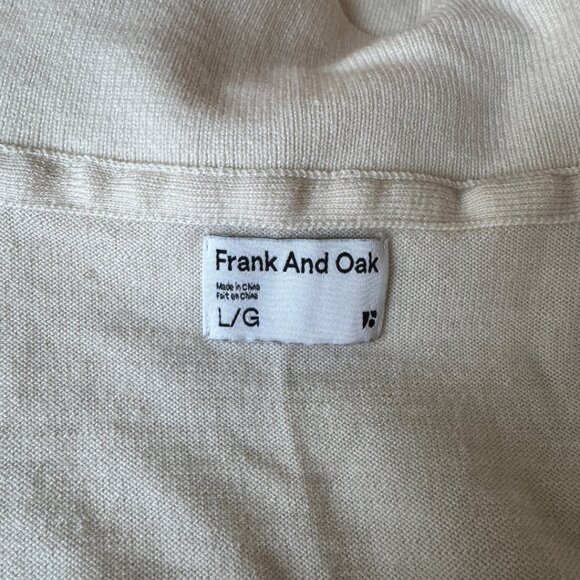 Frank And Oak
Made in China
Fait en Chine
L/G